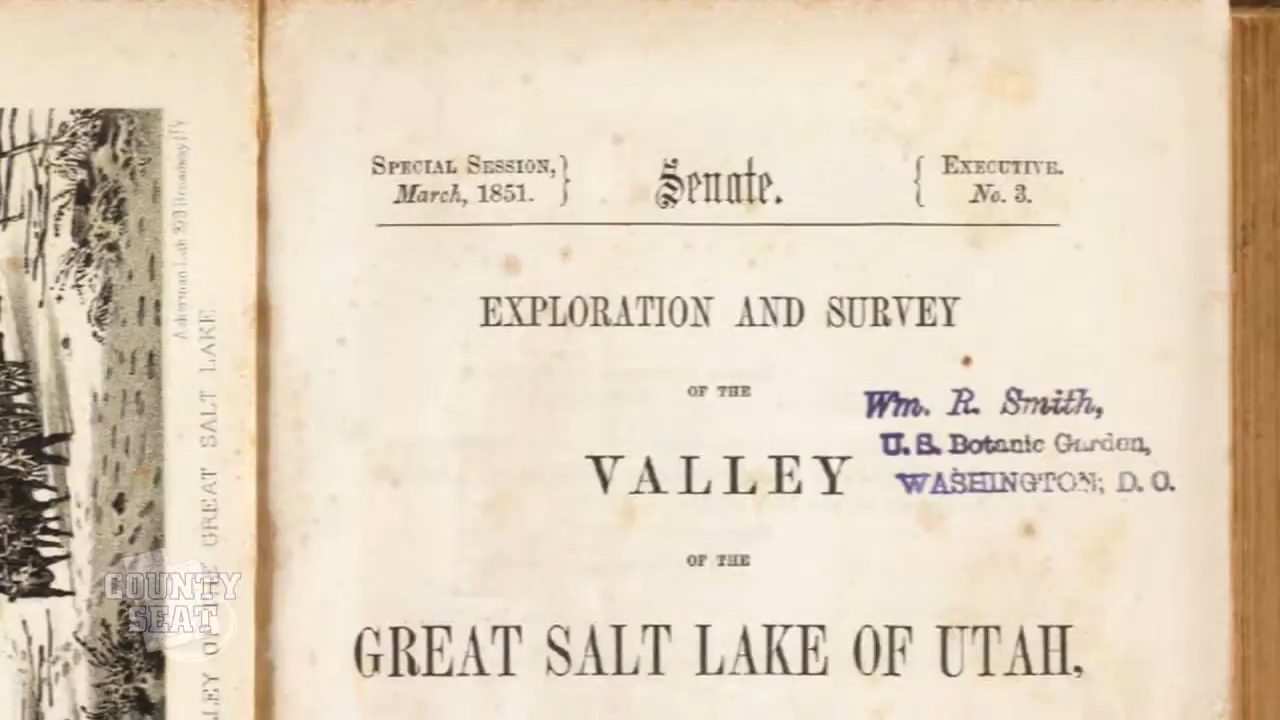 Special Session, March, 1851.
Senate.
Executive. No. 3.
EXPLORATION AND SURVEY
OF THE
VALLEY
OF THE
GREAT SALT LAKE OF UTAH,
Wm. R. Smith,
U.S. Botanic Garden,
WASHINGTON, D. C.
GREAT SALT LAKE
COUNTY
SEAT